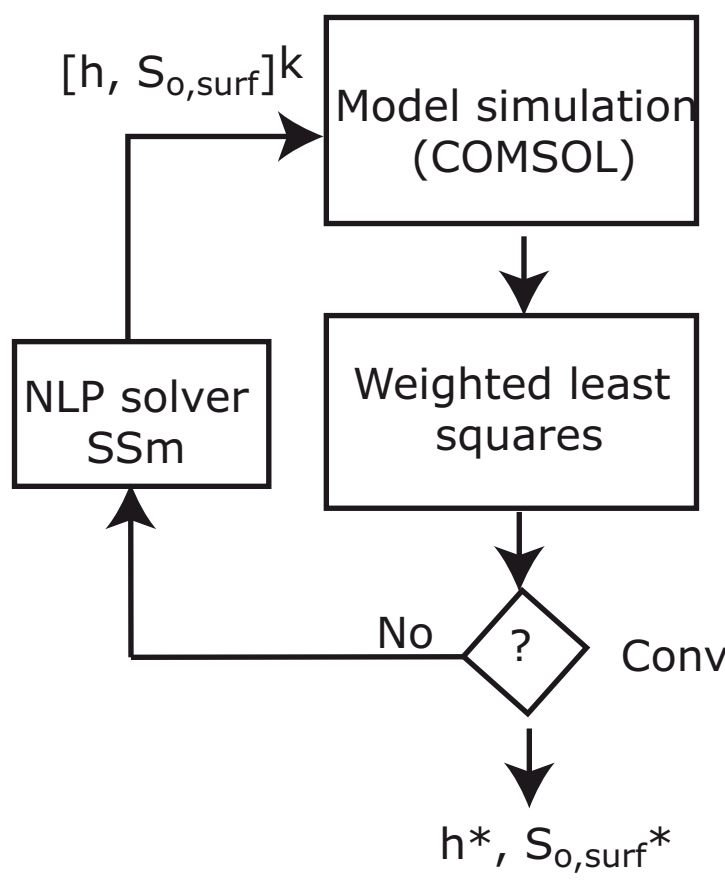 [h, So,surf]k
Model simulation
(COMSOL)
Weighted least
squares
NLP solver
SSm
No
?
Conv
h*, So,surf*